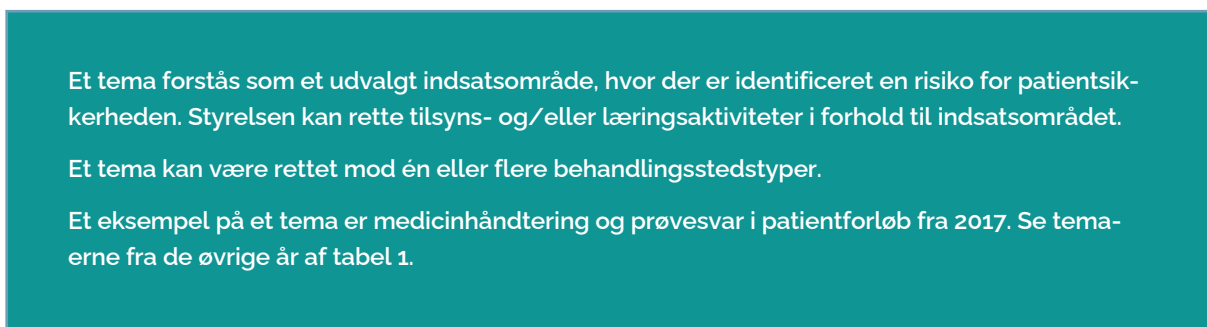 Et tema forstås som et udvalgt indsatsområde, hvor der er identificeret en risiko for patientsik-
kerheden. Styrelsen kan rette tilsyns- og/eller læringsaktiviteter i forhold til indsatsområdet.
Et tema kan være rettet mod én eller flere behandlingsstedstyper.
Et eksempel på et tema er medicinhåndtering og prøvesvar i patientforløb fra 2017. Se tema-
erne fra de øvrige år af tabel 1.